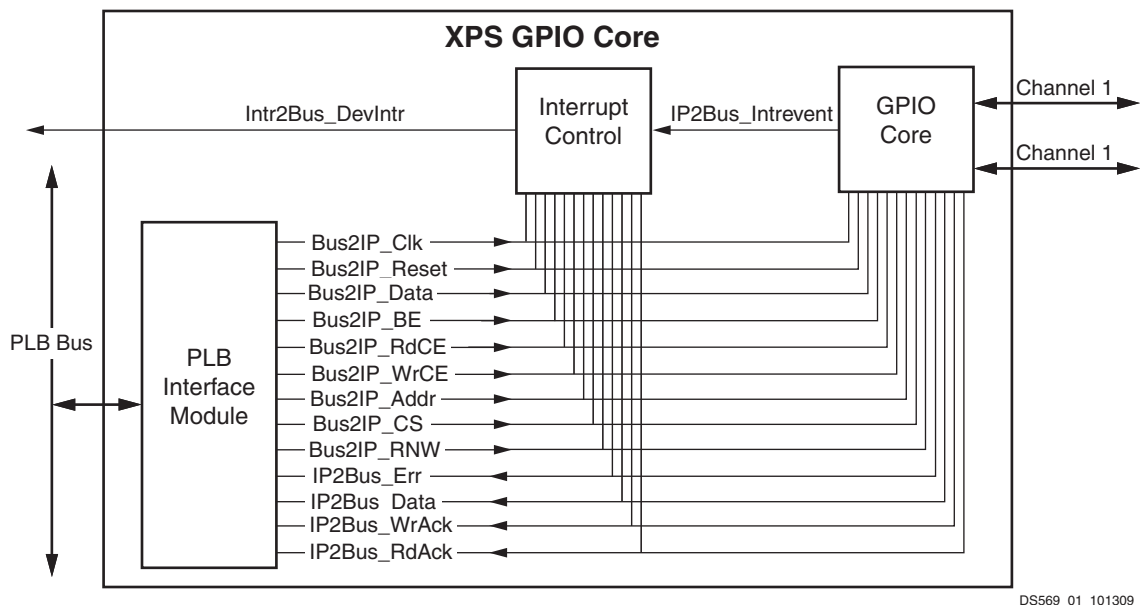 XPS GPIO Core
Intr2Bus_DevIntr
Interrupt
Control
IP2Bus_Intrevent
GPIO
Core
Channel 1
Channel 1
PLB Bus
PLB
Interface
Module
Bus2IP_Clk
Bus2IP_Reset
Bus2IP_Data
Bus2IP_BE
Bus2IP_RdCE
Bus2IP_WrCE
Bus2IP_Addr
Bus2IP_CS
Bus2IP_RNW
IP2Bus_Err
IP2Bus_Data
IP2Bus_WrAck
IP2Bus_RdAck
DS569_01_101309